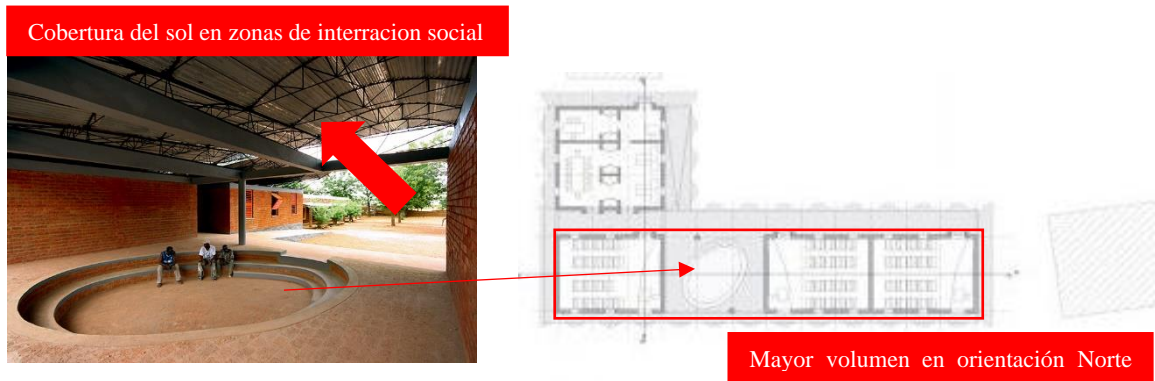 Cobertura del sol en zonas de interracion social
Mayor volumen en orientación Norte